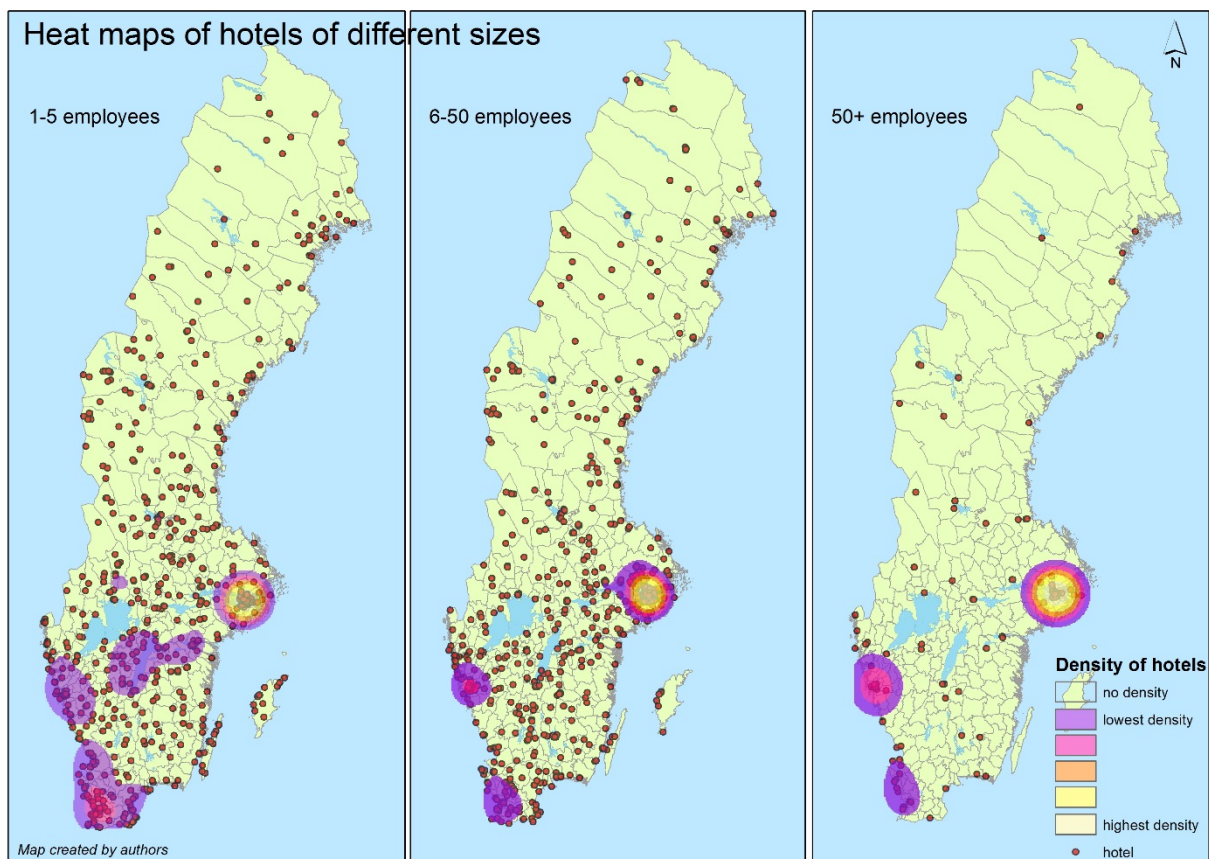 Heat maps of hotels of different sizes
1-5 employees
6-50 employees
50+ employees
N
Density of hotels
no density
lowest density
highest density
hotel
Map created by authors